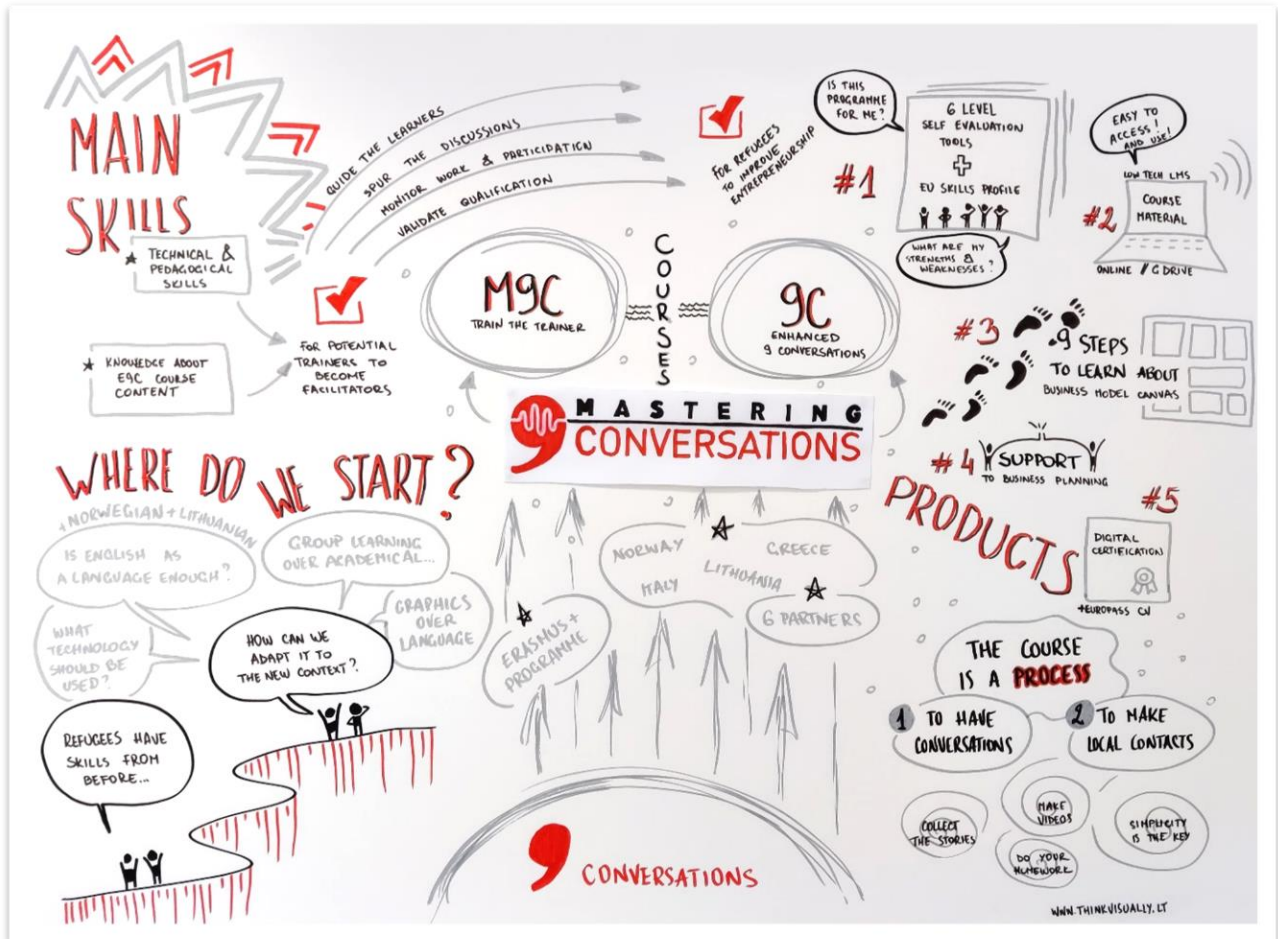 MAIN
SKILLS
TECHNICAL &
PEDAGOGICAL
SKILLS
KNOWLEDGE ABOUT
E9C COURSE
CONTENT
FOR POTENTIAL
TRAINERS TO
BECOME
FACILITATORS
GUIDE THE LEARNERS
SPUR THE DISCUSSIONS
MONITOR WORK & PARTICIPATION
VALIDATE QUALIFICATION
FOR REFUGEES
TO IMPROVE
ENTREPRENEURSHIP
M9C
TRAIN THE TRAINER
COURSES
9C
ENHANCED
9 CONVERSATIONS
9 MASTERING
CONVERSATIONS
#1
IS THIS
PROGRAMME
FOR ME?
6 LEVEL
SELF EVALUATION
TOOLS
+
EU SKILLS PROFILE
WHAT ARE MY
STRENGTHS &
WEAKNESSES?
#2
EASY TO
ACCESS!
AND USE!
LOW TECH LMS
COURSE
MATERIAL
ONLINE // G DRIVE
#3
9 STEPS
TO LEARN ABOUT
BUSINESS MODEL CANVAS
#4
SUPPORT
TO BUSINESS PLANNING
#5
DIGITAL
CERTIFICATION
+EUROPASS CV
PRODUCTS
WHERE DO WE START?
+NORWEGIAN + LITHUANIAN
IS ENGLISH AS
A LANGUAGE ENOUGH?
GROUP LEARNING
OVER ACADEMICAL...
WHAT
TECHNOLOGY
SHOULD BE
USED?
GRAPHICS
OVER
LANGUAGE
HOW CAN WE
ADAPT IT TO
THE NEW CONTEXT?
REFUGEES HAVE
SKILLS FROM
BEFORE...
ERASMUS+
PROGRAMME
NORWAY
GREECE
LITHUANIA
ITALY
6 PARTNERS
9 CONVERSATIONS
THE COURSE
IS A PROCESS
1 TO HAVE
CONVERSATIONS
2 TO MAKE
LOCAL CONTACTS
COLLECT
THE STORIES
MAKE
VIDEOS
DO YOUR
HOMEWORK
SIMPLICITY
IS THE KEY
WWW.THINKVISUALLY.LT